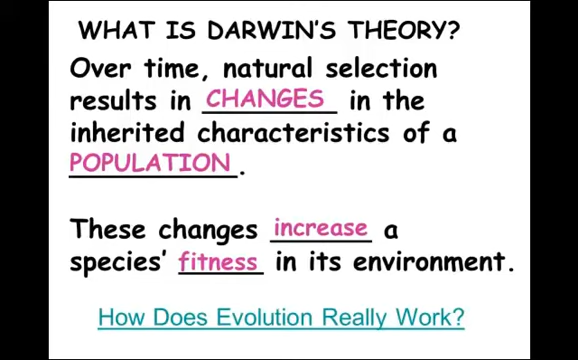 WHAT IS DARWIN'S THEORY?
Over time, natural selection
results in CHANGES in the
inherited characteristics of a
POPULATION.
These changes increase a
species' fitness in its environment.
How Does Evolution Really Work?